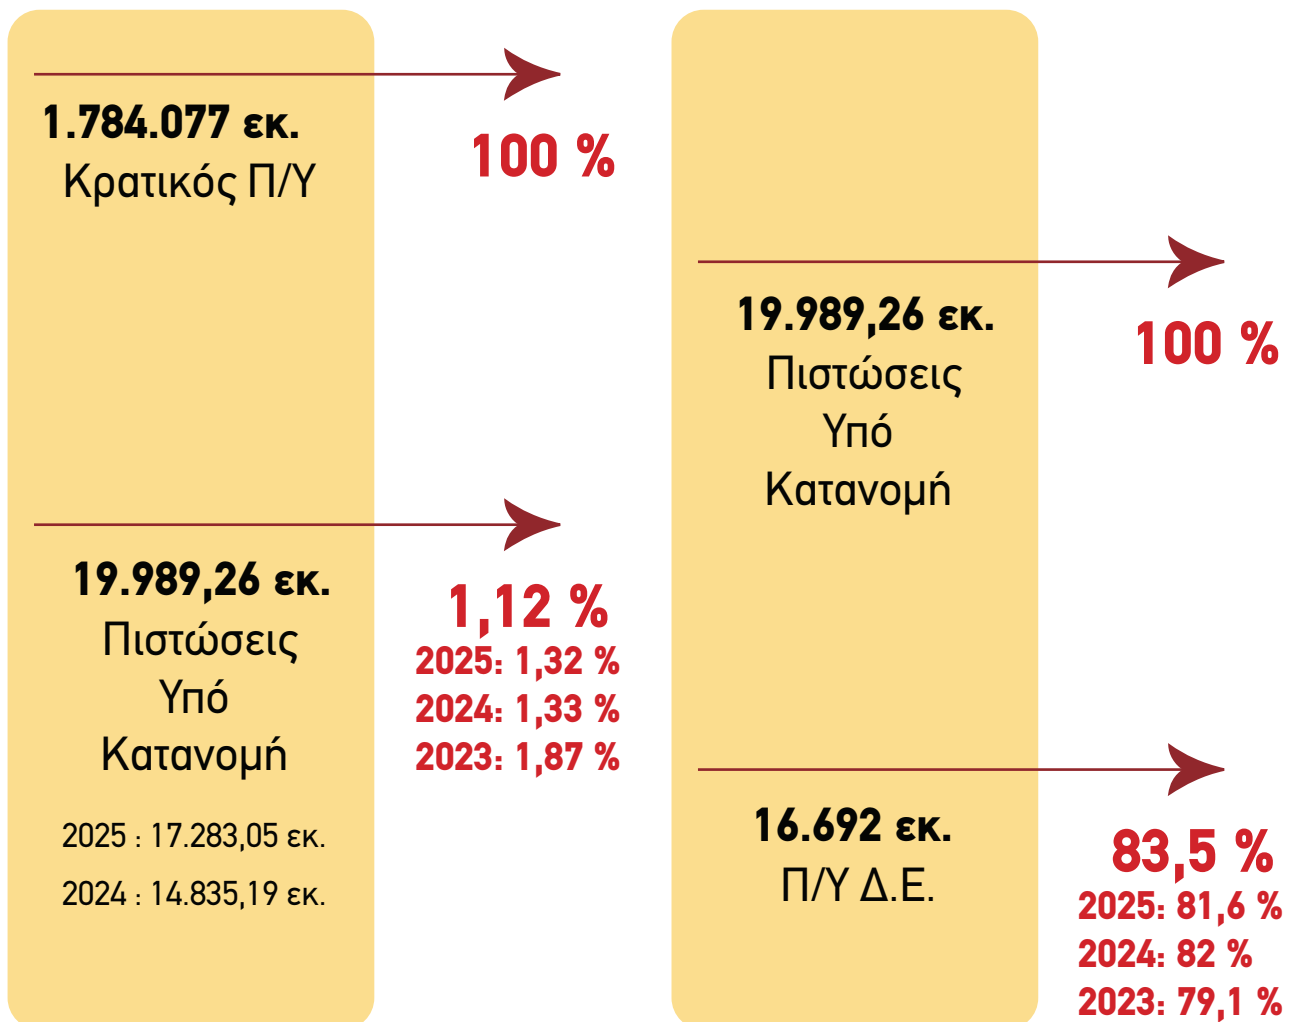 1.784.077 εκ.
Κρατικός Π/Υ
100 %
19.989,26 εκ.
Πιστώσεις
Υπό
Κατανομή
2025 : 17.283,05 εκ.
2024 : 14.835,19 εκ.
1,12 %
2025: 1,32 %
2024: 1,33 %
2023: 1,87 %
19.989,26 εκ.
Πιστώσεις
Υπό
Κατανομή
100 %
16.692 εκ.
Π/Υ Δ.Ε.
83,5 %
2025: 81,6 %
2024: 82 %
2023: 79,1 %